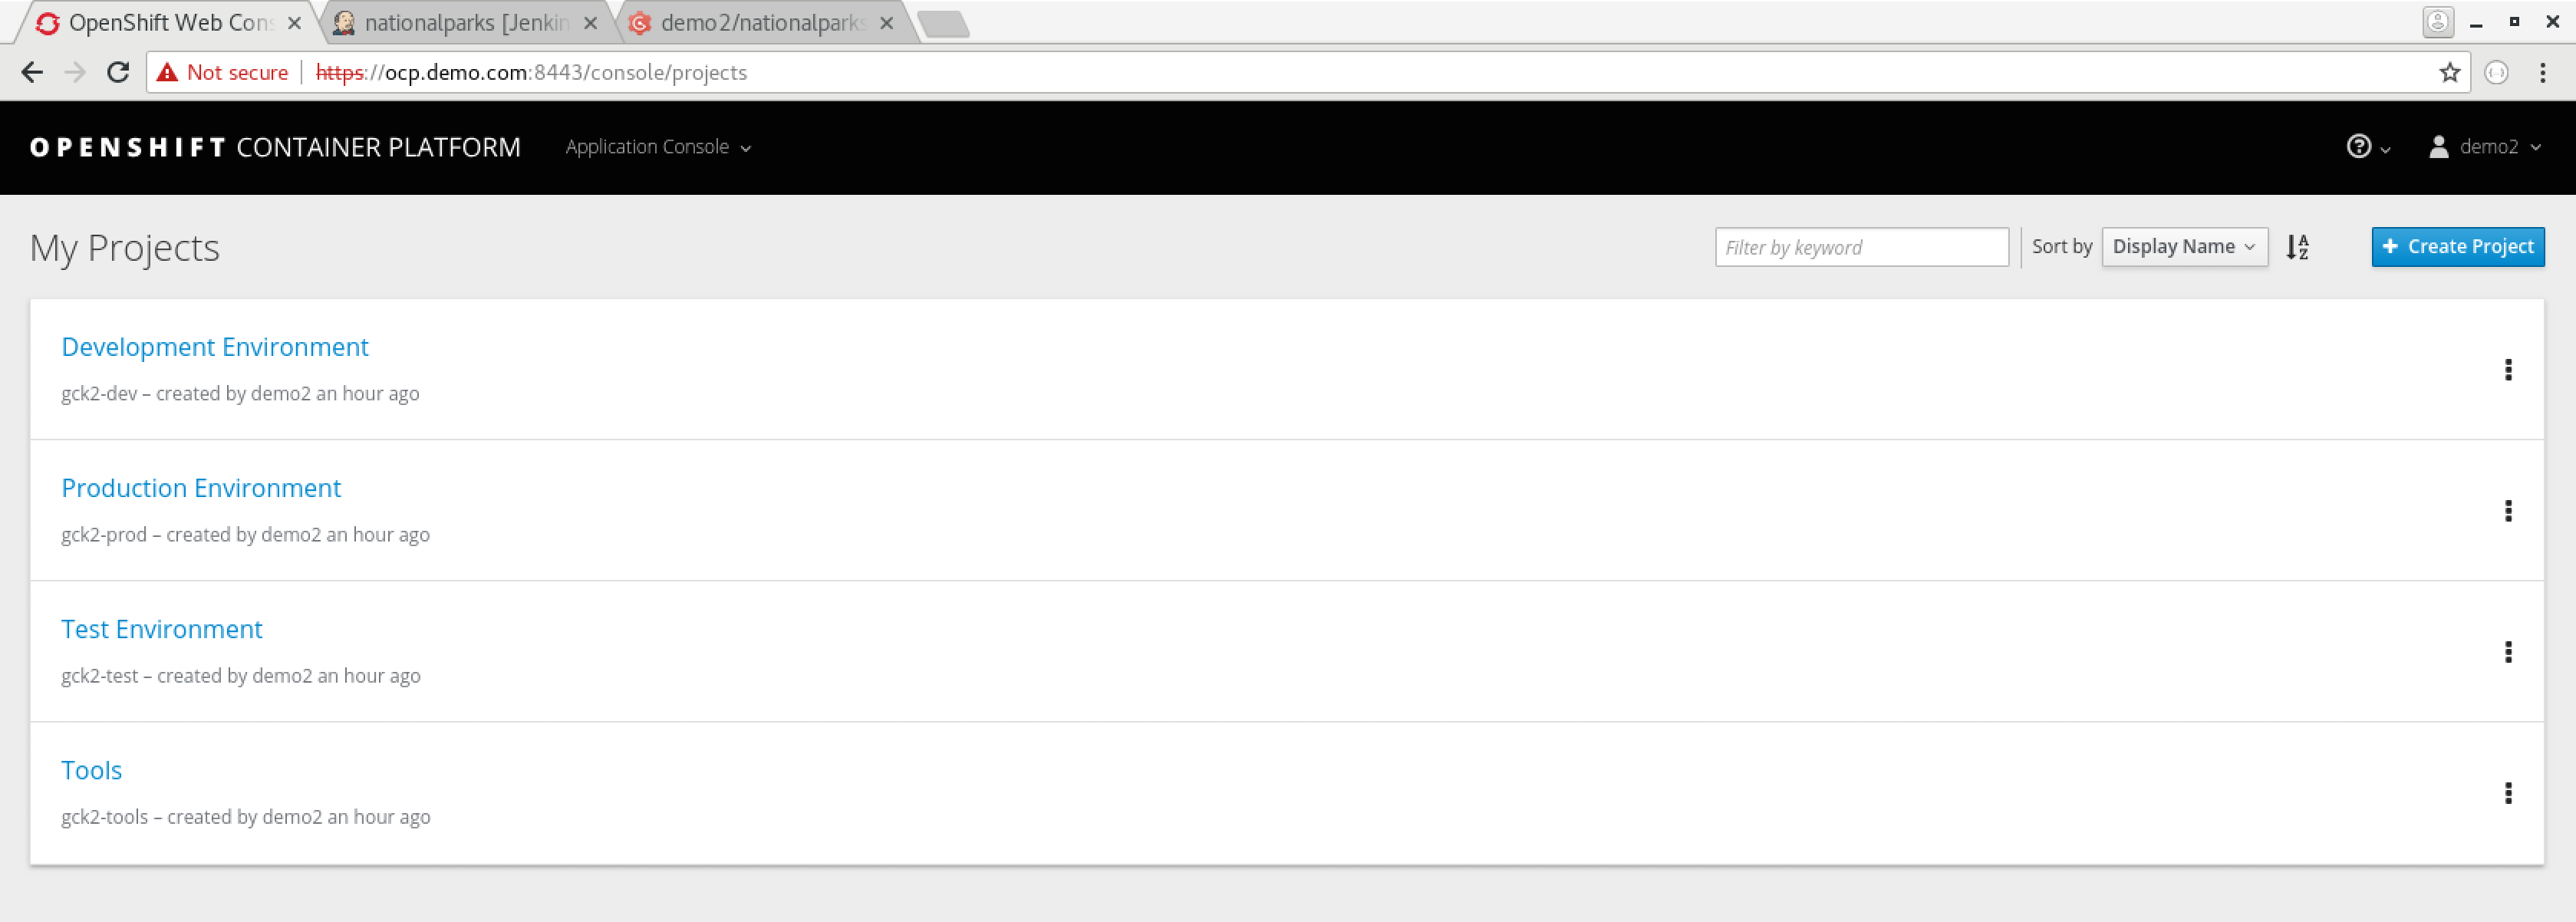 OpenShift Web Cons
nationalparks [Jenkin
demo2/nationalparks
Not secure https://ocp.demo.com:8443/console/projects
OPENSHIFT CONTAINER PLATFORM Application Console demo2
My Projects Filter by keyword Sort by Display Name Create Project
Development Environment
gck2-dev – created by demo2 an hour ago
Production Environment
gck2-prod – created by demo2 an hour ago
Test Environment
gck2-test – created by demo2 an hour ago
Tools
gck2-tools – created by demo2 an hour ago